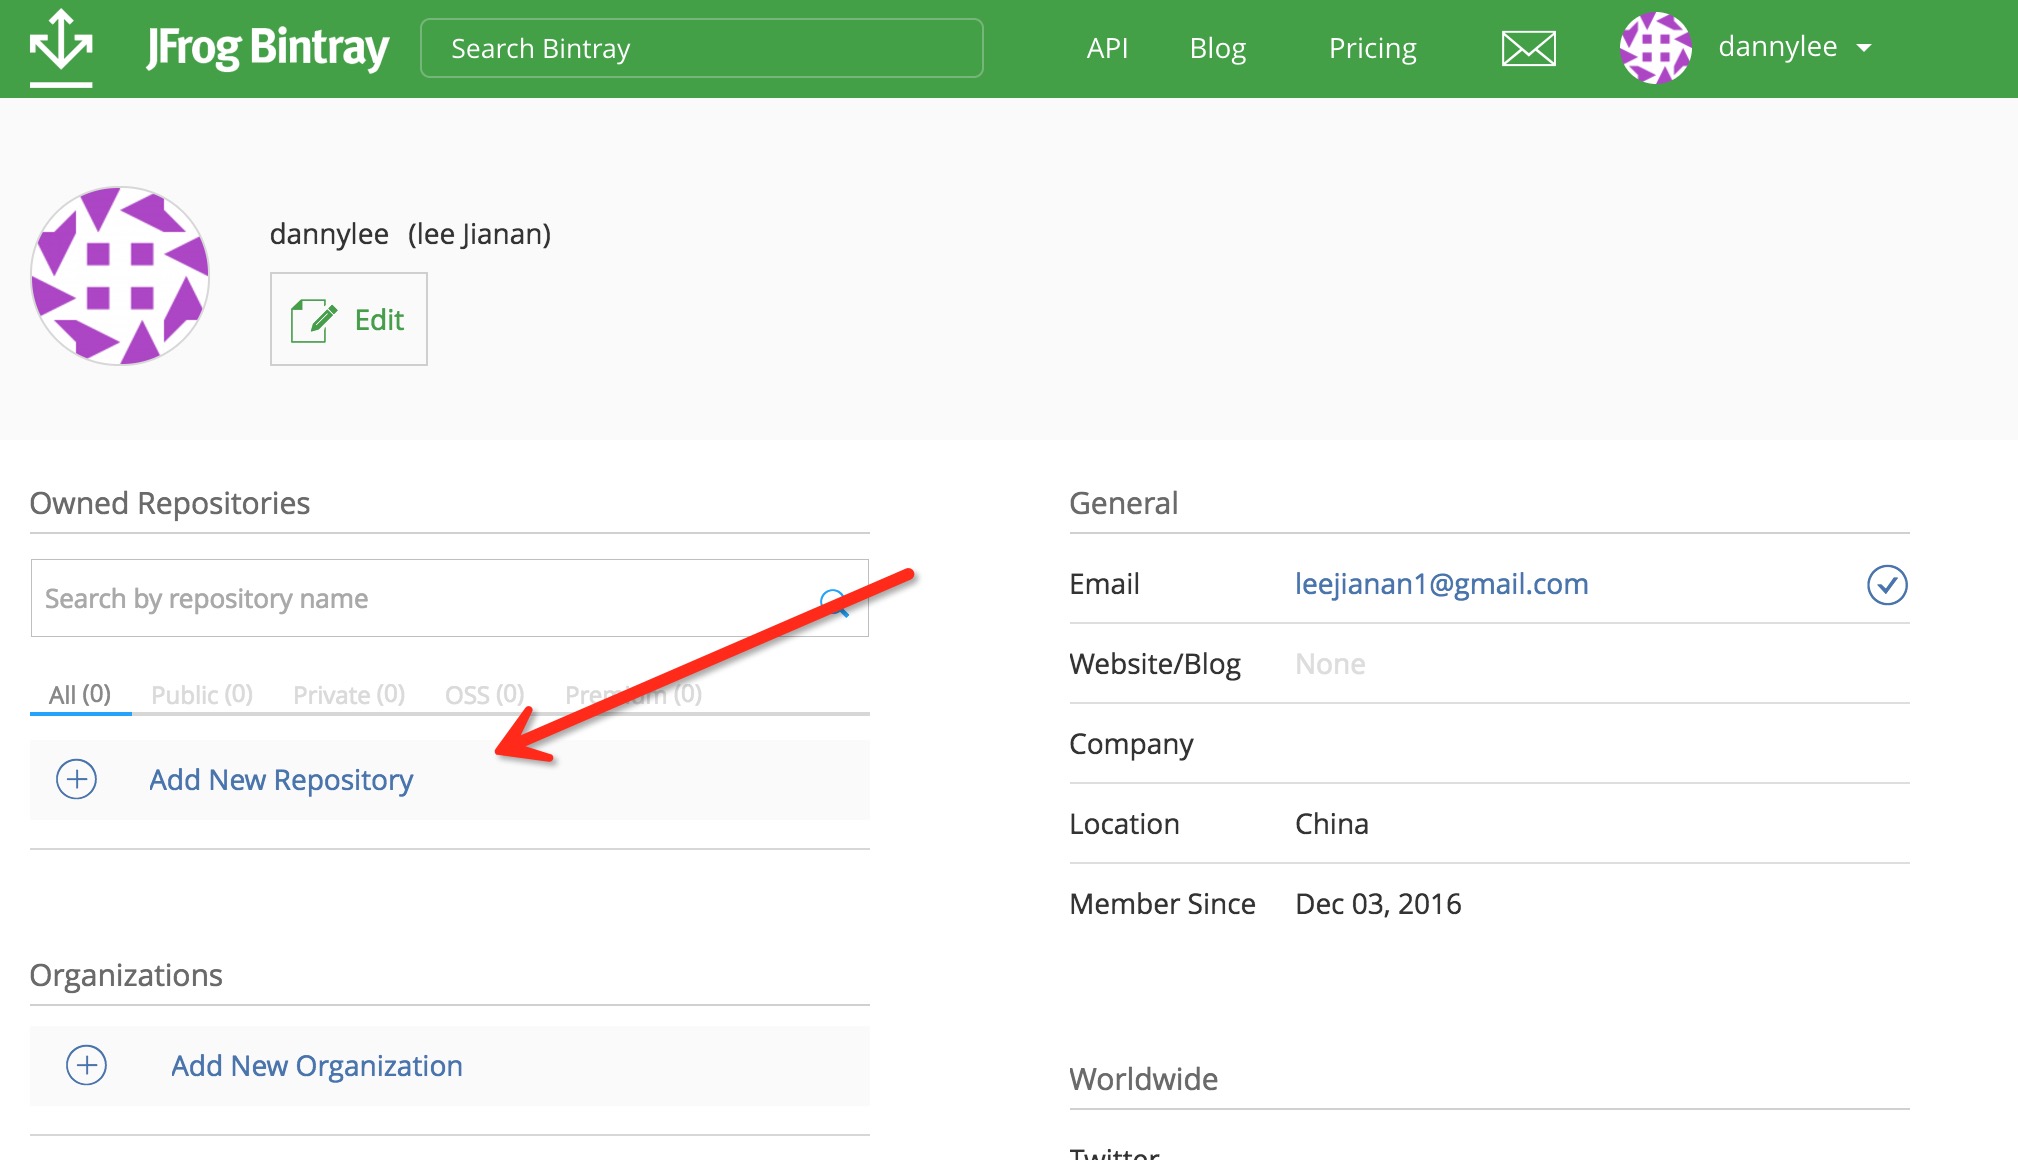 JFrog Bintray
Search Bintray
API
Blog
Pricing
dannylee
dannylee (lee Jianan)
Edit
Owned Repositories
Search by repository name
All (0) Public (0) Private (0) OSS (0) Premium (0)
Add New Repository
Organizations
Add New Organization
General
Email leejianan1@gmail.com
Website/Blog None
Company
Location China
Member Since Dec 03, 2016
Worldwide
Twitter